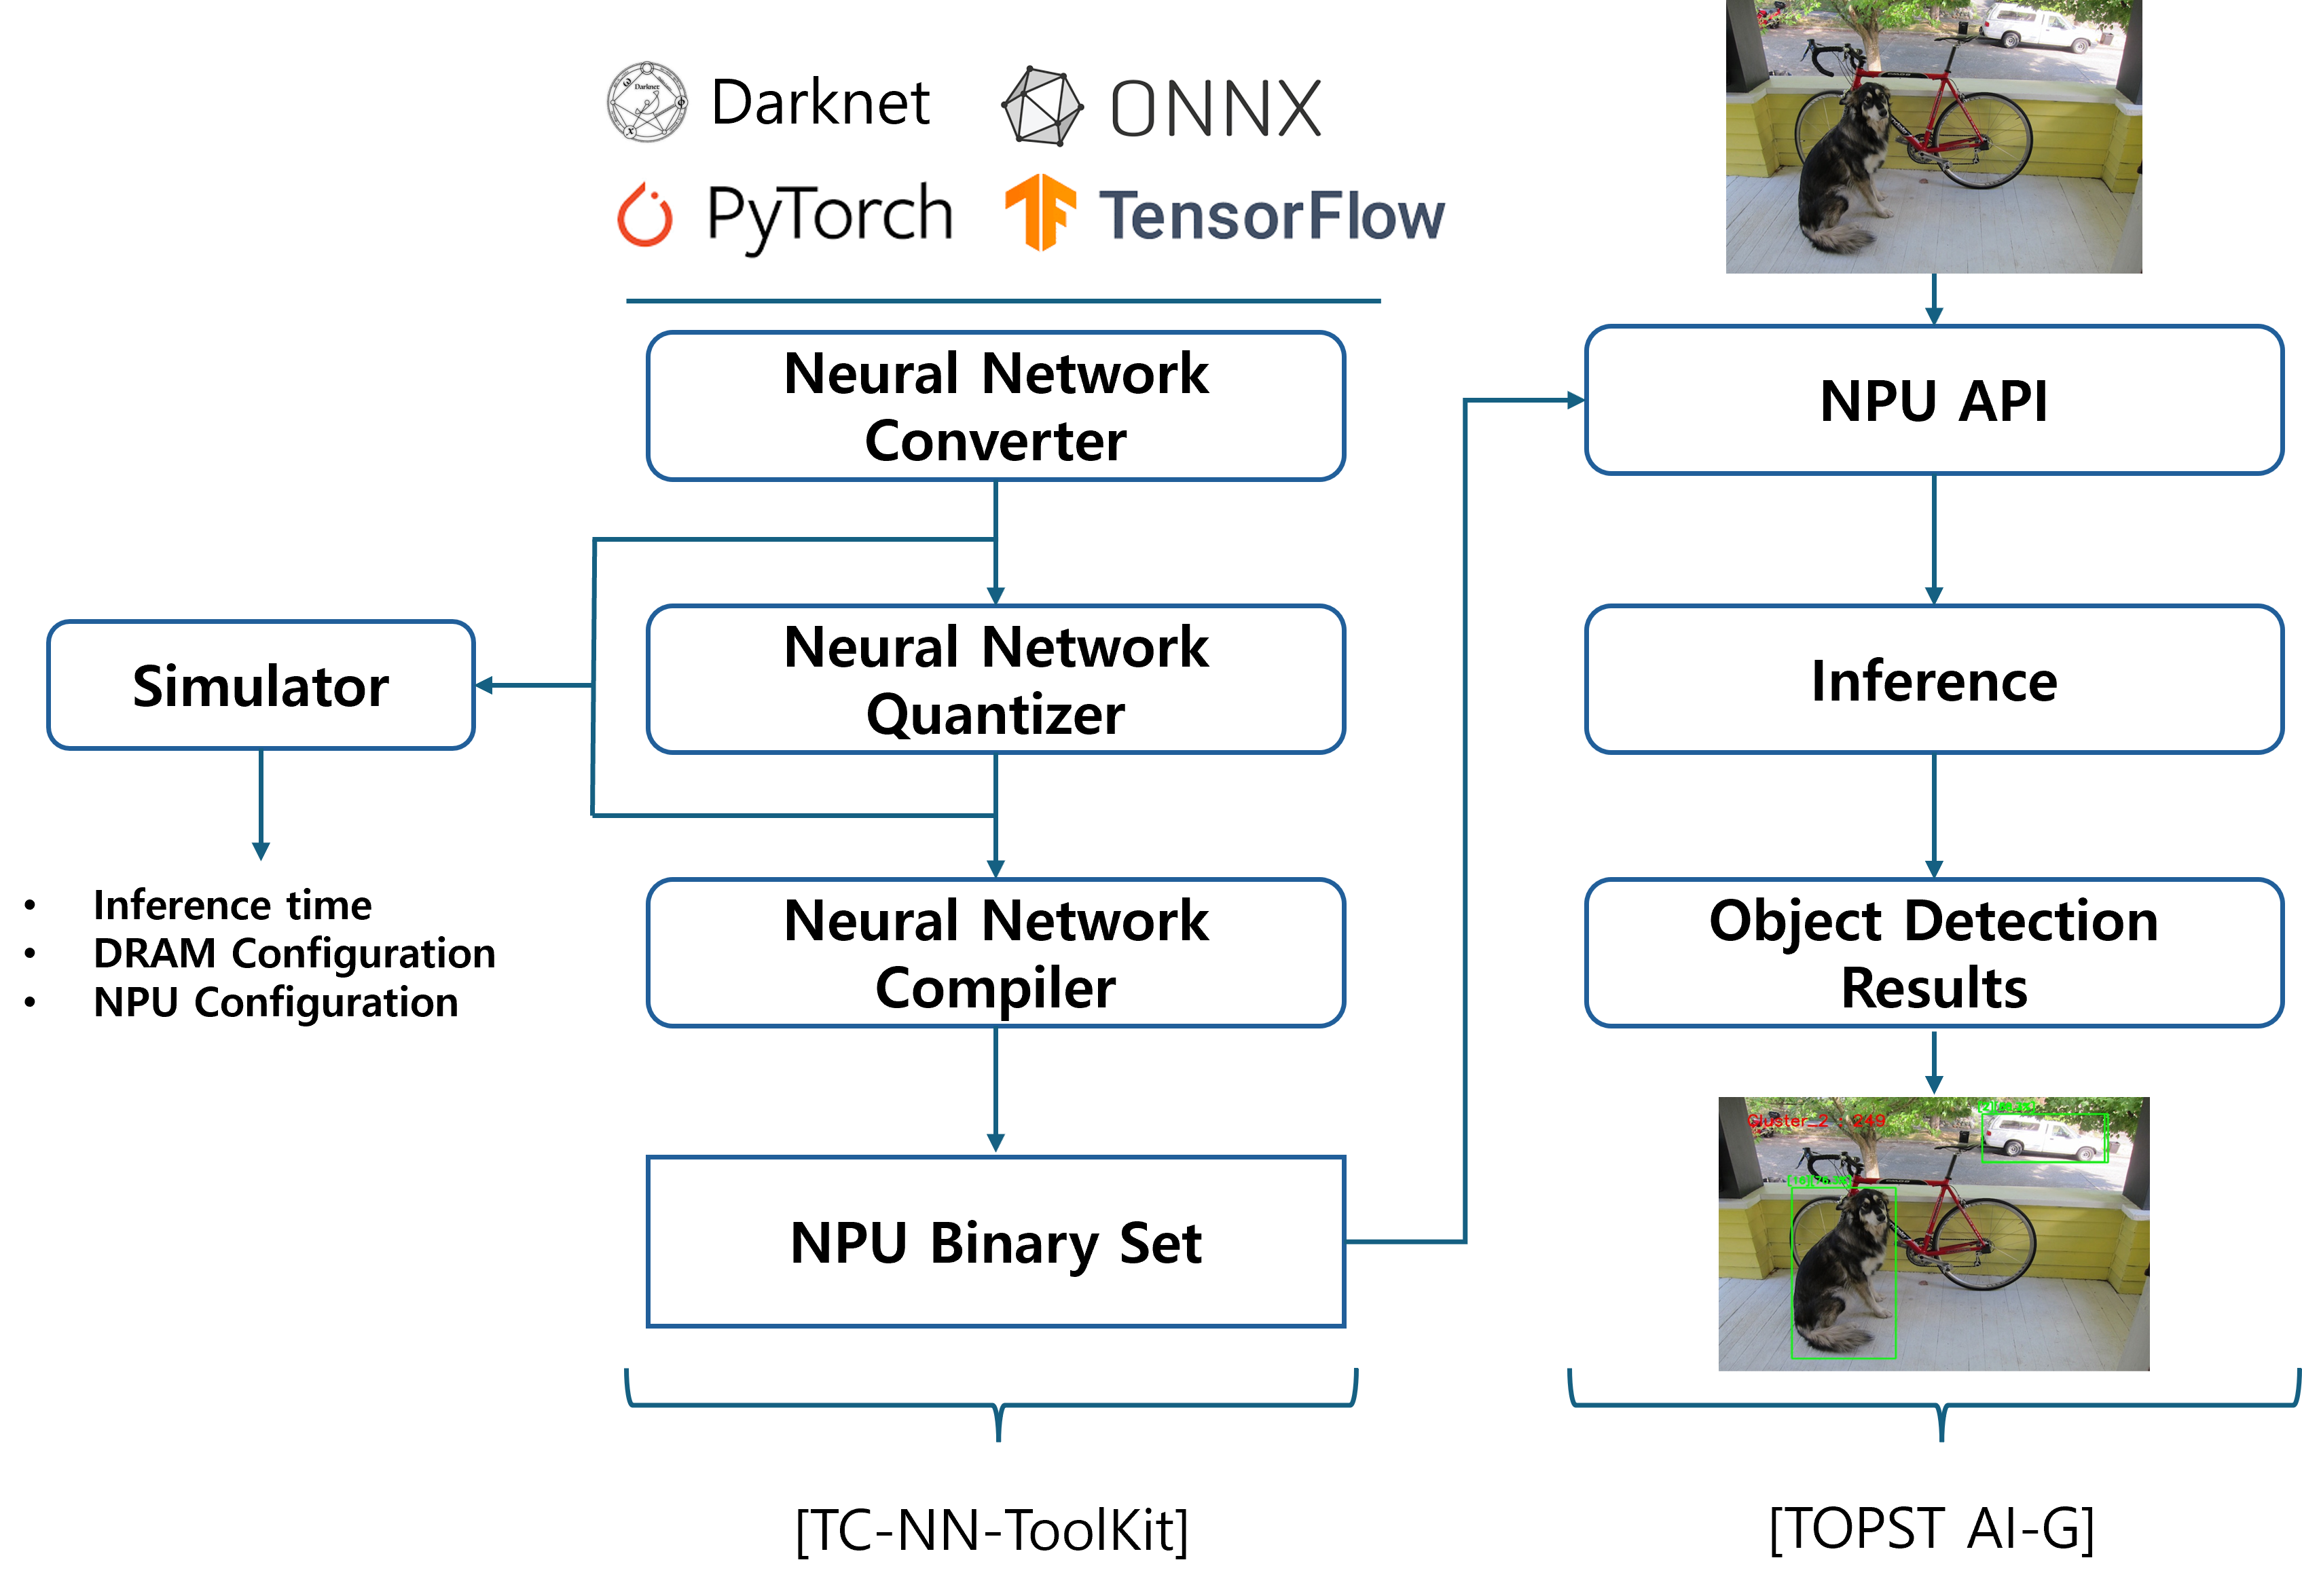 Darknet
ONNX
PyTorch
TensorFlow
Neural Network
Converter
NPU API
Neural Network
Quantizer
Inference
Simulator
• Inference time
• DRAM Configuration
• NPU Configuration
Neural Network
Compiler
Object Detection
Results
Cluster_2 : 249
NPU Binary Set
[TC-NN-ToolKit]
[TOPST AI-G]